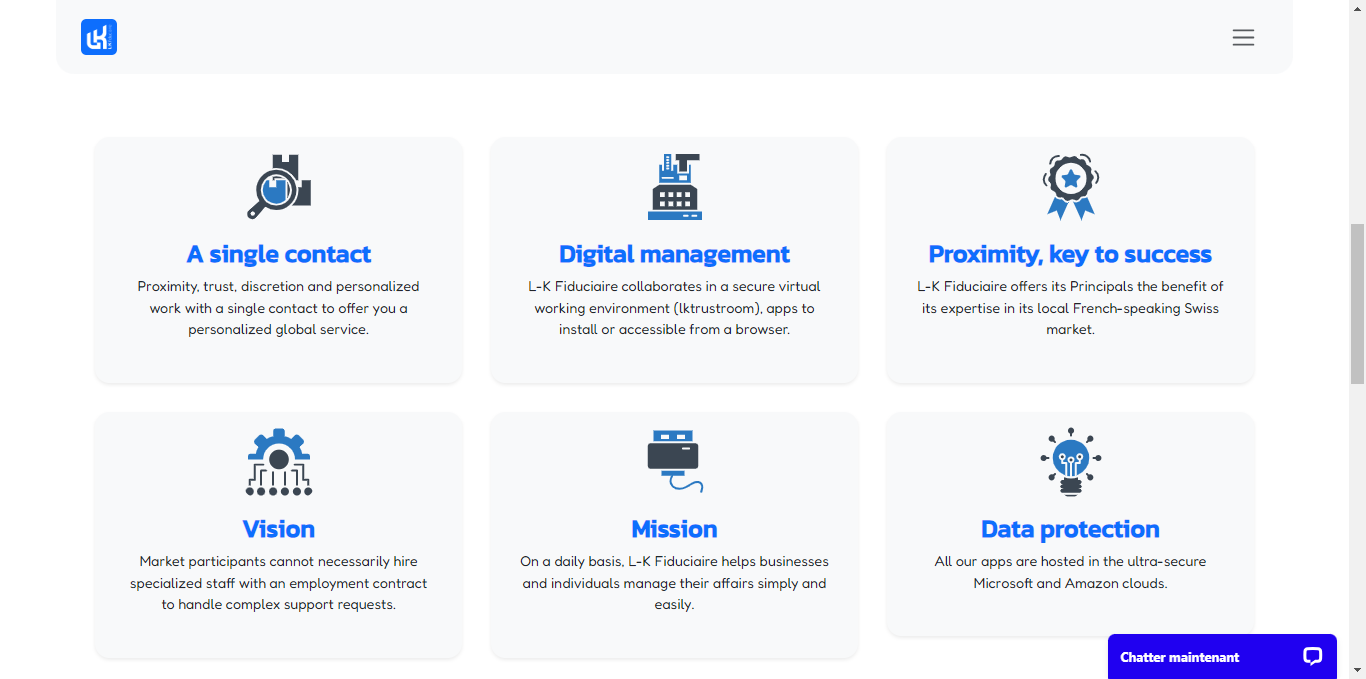 LK
A single contact
Proximity, trust, discretion and personalized
work with a single contact to offer you a
personalized global service.
Digital management
L-K Fiduciaire collaborates in a secure virtual
working environment (lktrustroom), apps to
install or accessible from a browser.
Proximity, key to success
L-K Fiduciaire offers its Principals the benefit of
its expertise in its local French-speaking Swiss
market.
Vision
Market participants cannot necessarily hire
specialized staff with an employment contract
to handle complex support requests.
Mission
On a daily basis, L-K Fiduciaire helps businesses
and individuals manage their affairs simply and
easily.
Data protection
All our apps are hosted in the ultra-secure
Microsoft and Amazon clouds.
Chatter maintenant